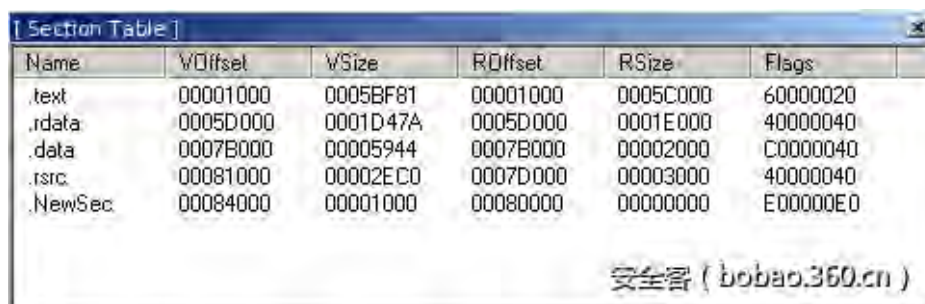 [ Section Table ]
Name VOffset VSize ROffset RSize Flags
.text 00001000 0005BF81 00001000 0005C000 60000020
.rdata 0005D000 0001D47A 0005D000 0001E000 40000040
.data 0007B000 00005944 0007B000 00002000 C0000040
.rsrc 00081000 00002EC0 0007D000 00003000 40000040
.NewSec 00084000 00001000 00080000 00000000 E00000E0
安全客 ( bobao.360.cn )